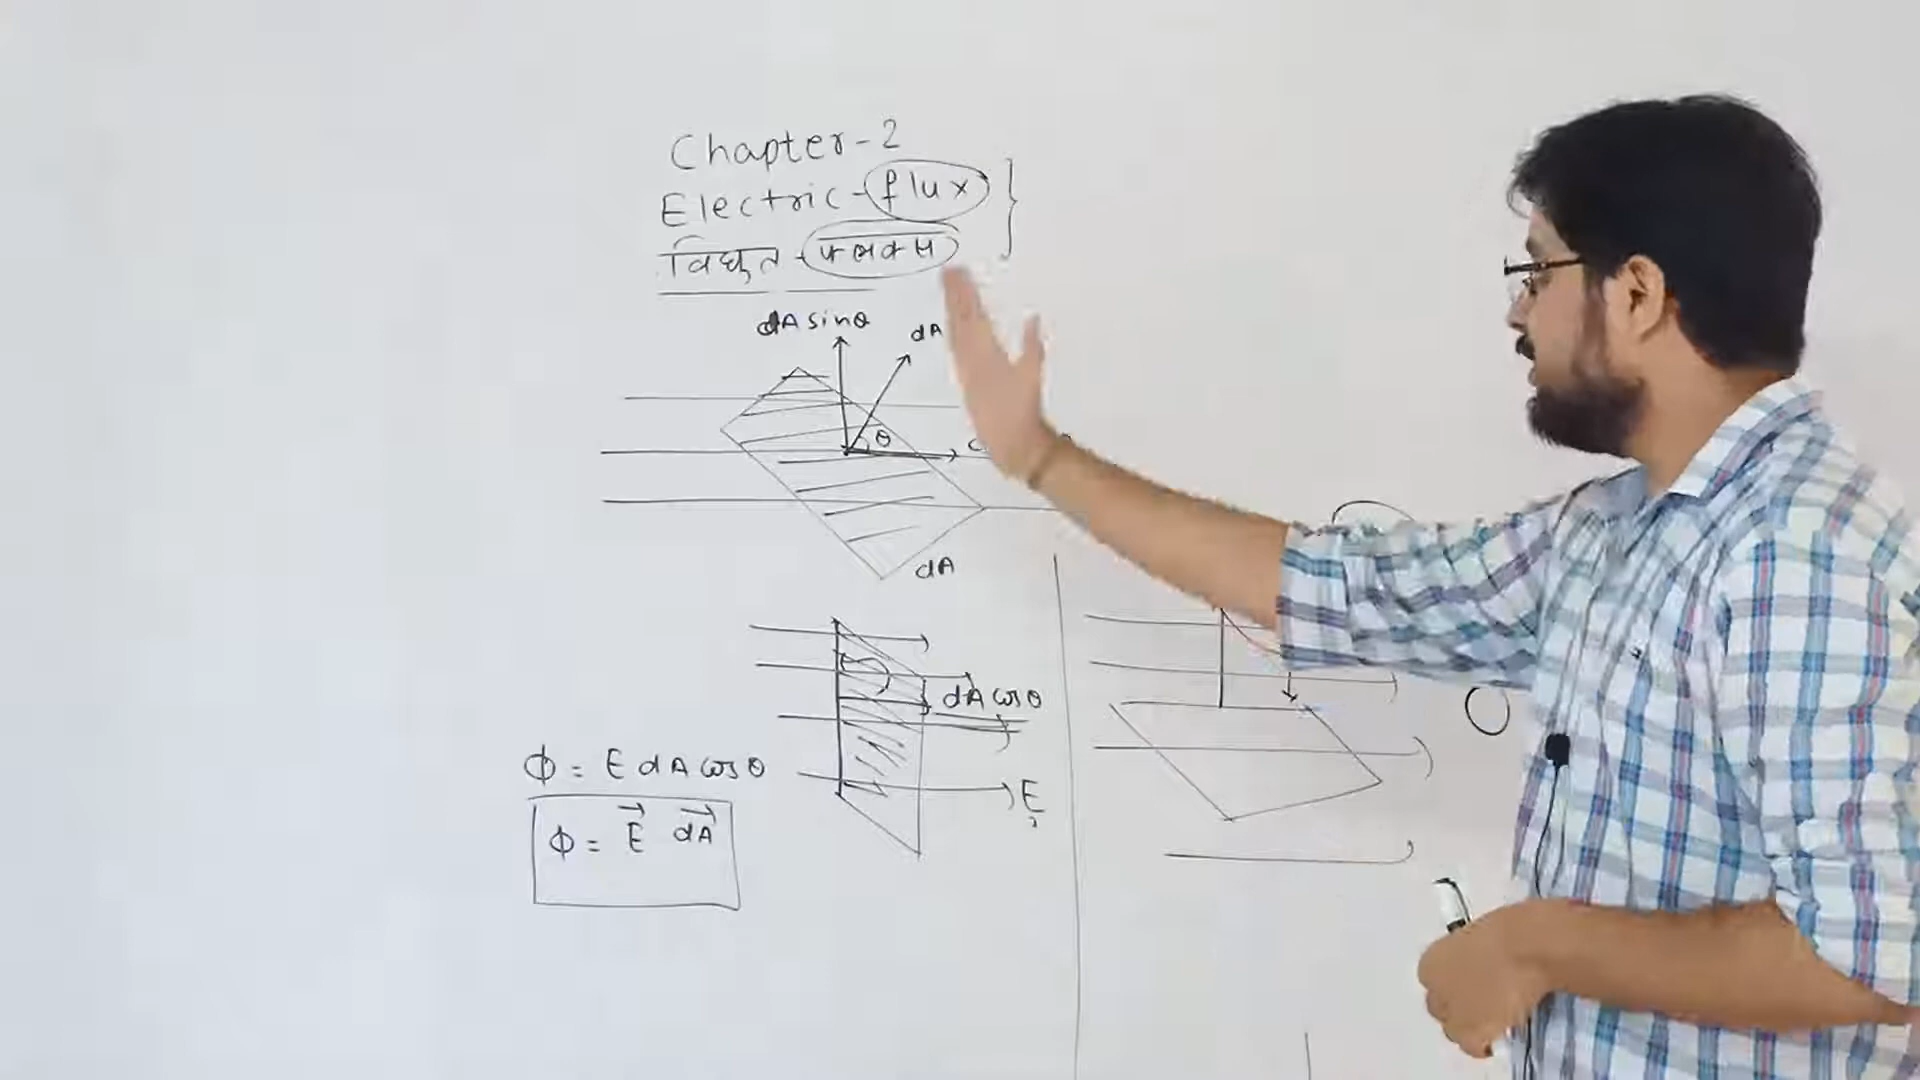 Chapter-2
Electric-flux
विद्युत-फ्लक्स
dA sinθ
dA
θ
dA
dA cosθ
E
Φ = E dA cosθ
Φ = E dA